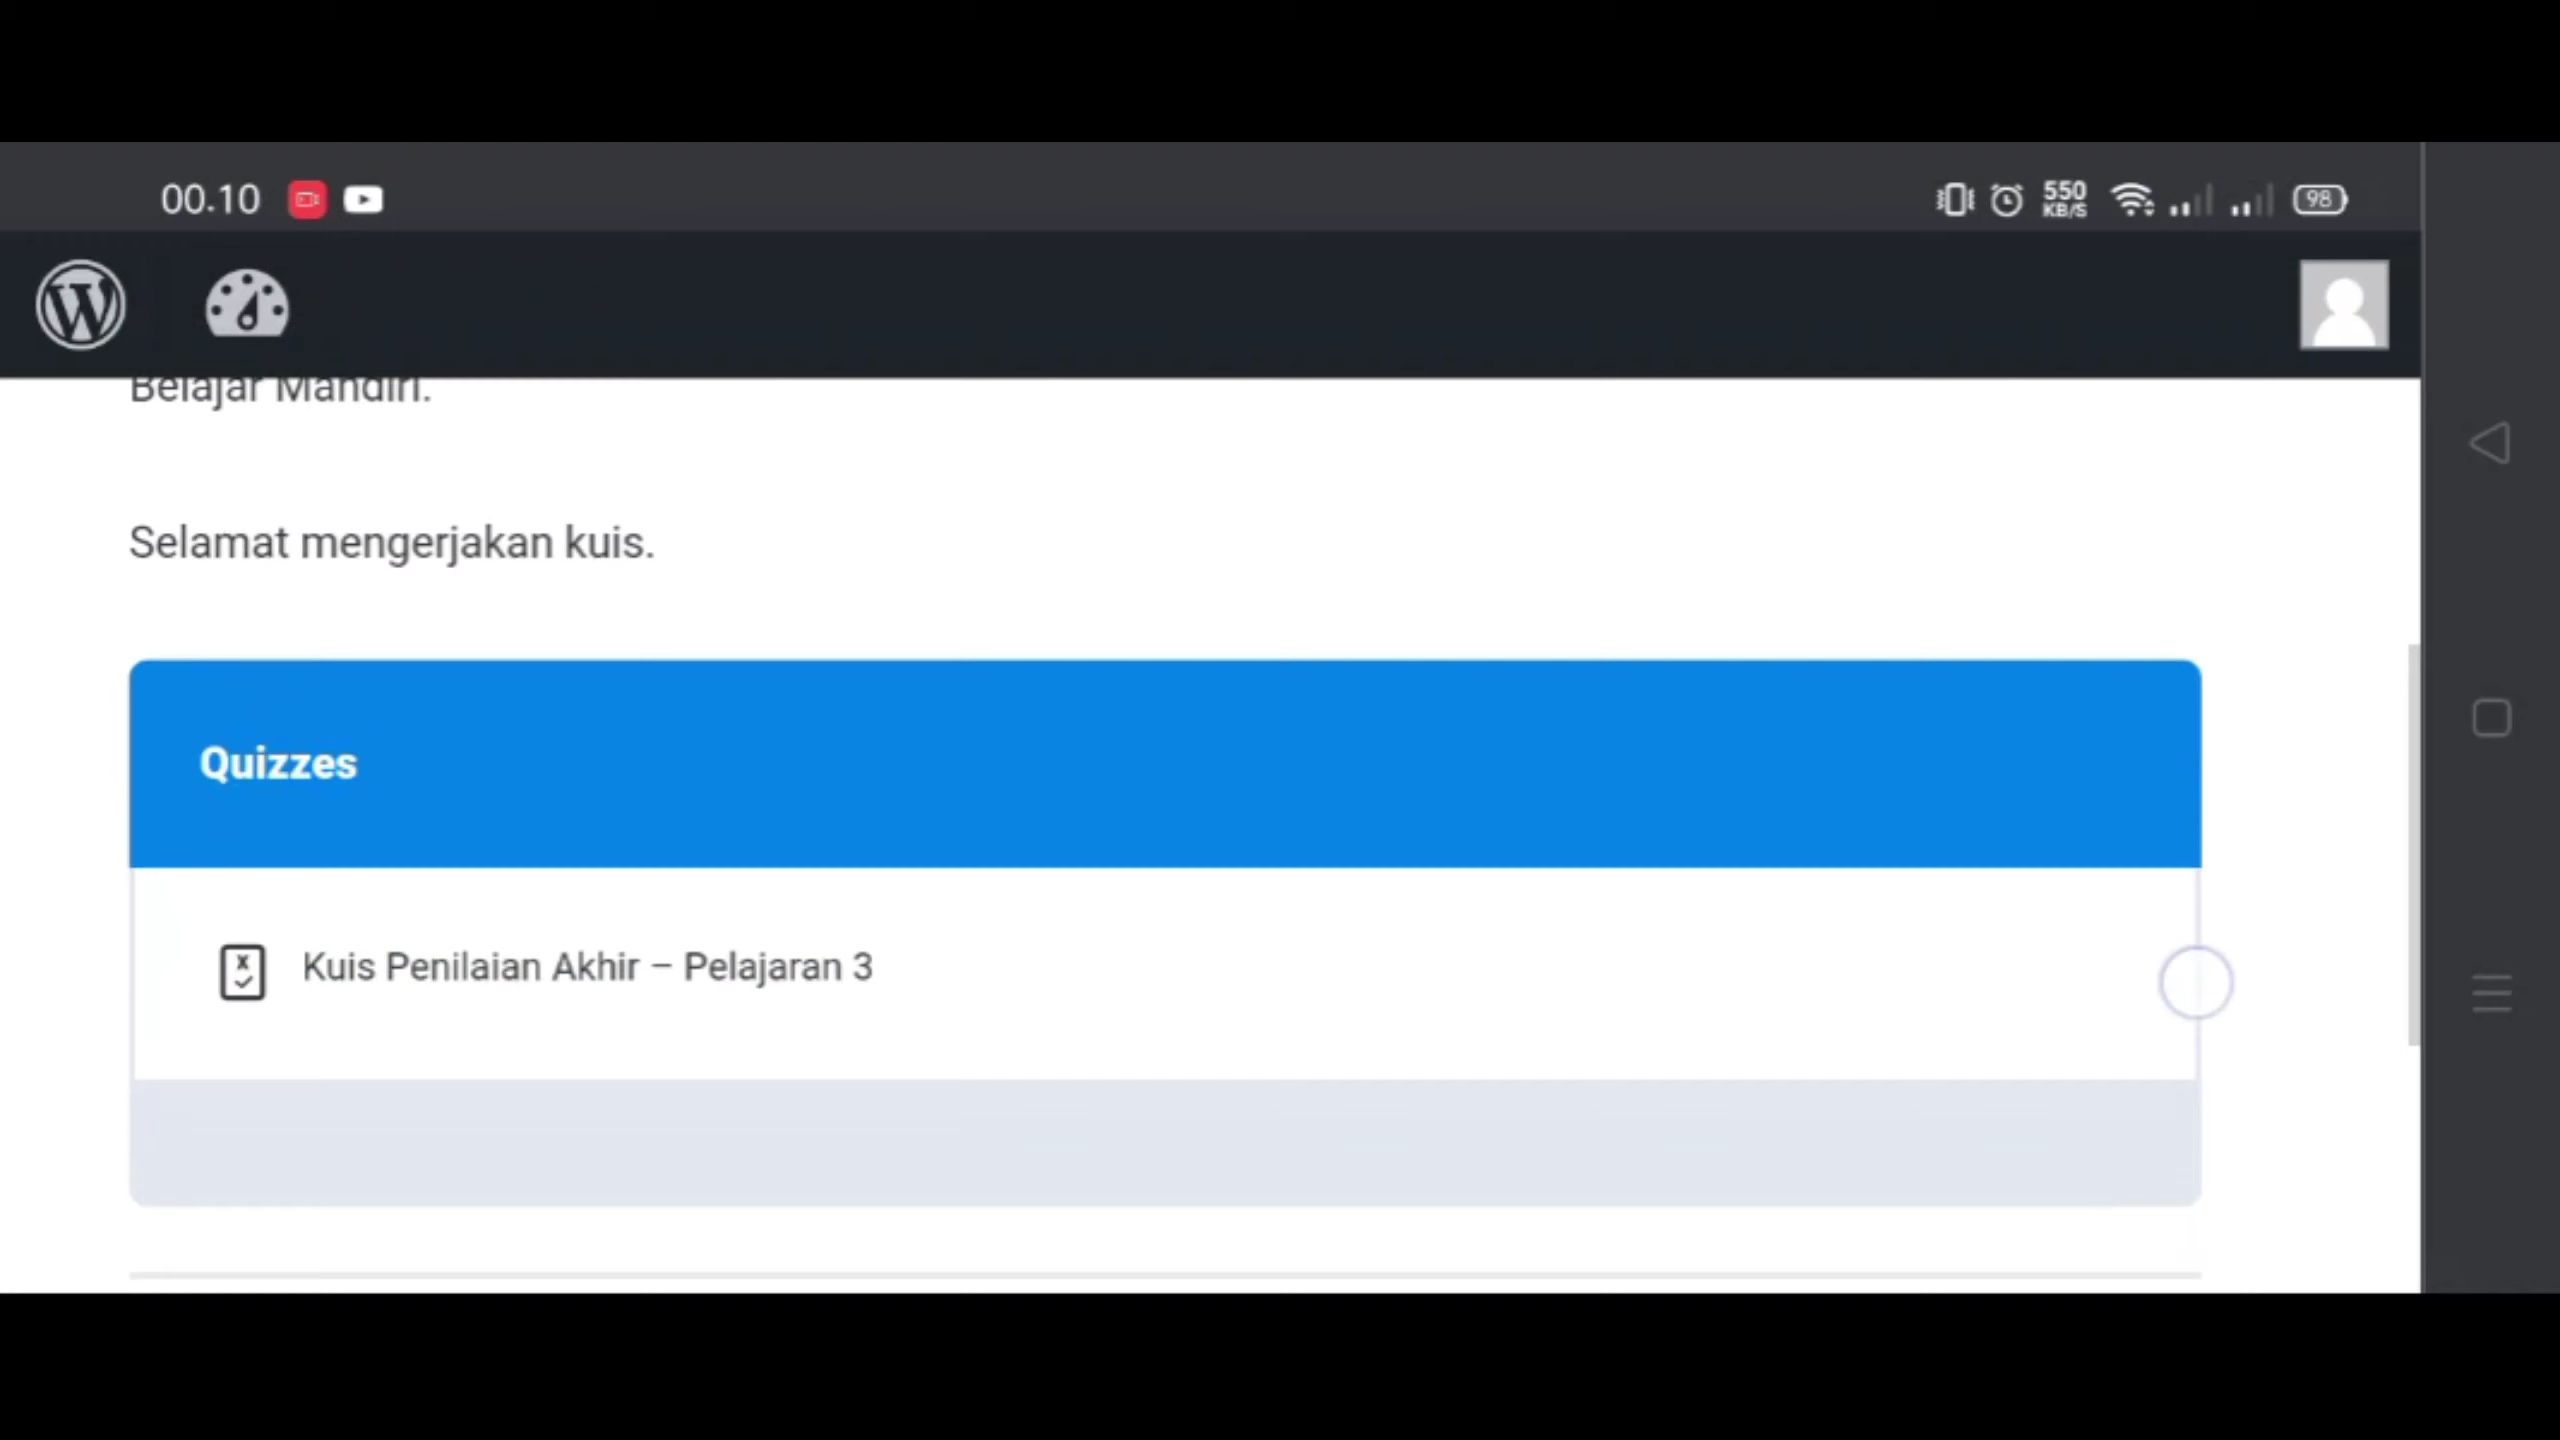 00.10
550
KB/S
98
Belajar Mandiri.
Selamat mengerjakan kuis.
Quizzes
Kuis Penilaian Akhir – Pelajaran 3